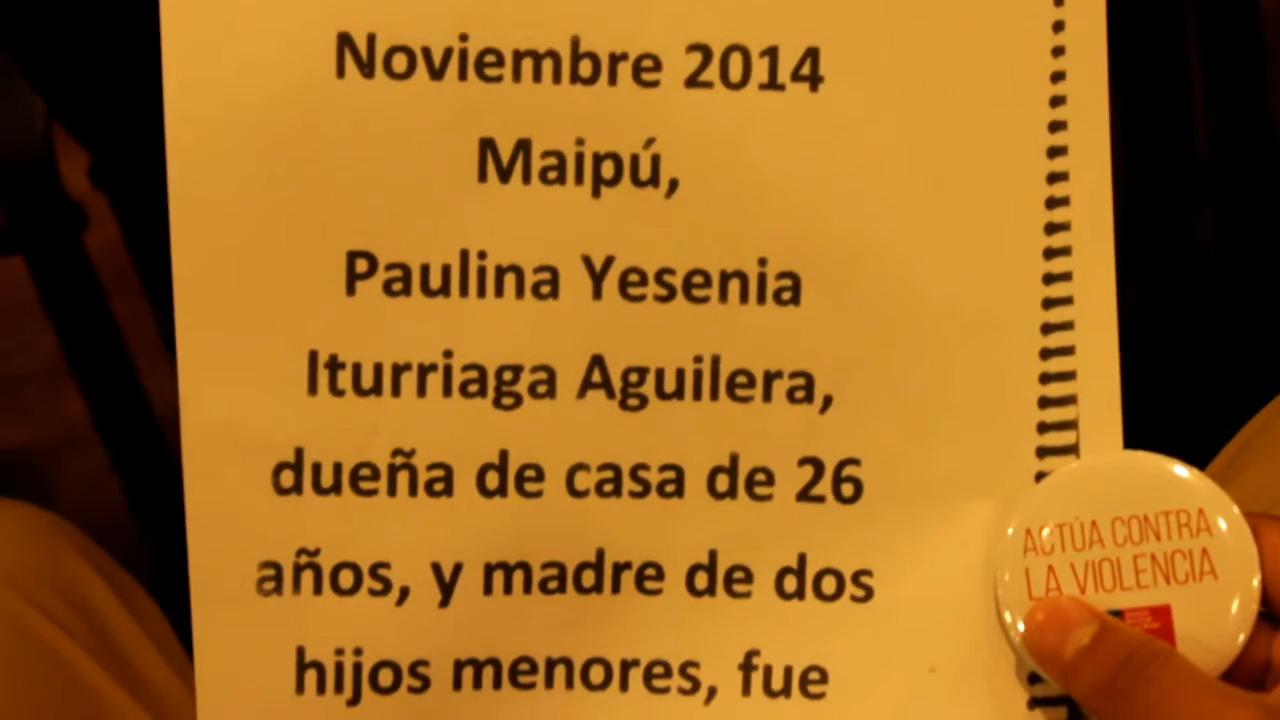 Noviembre 2014
Maipú,
Paulina Yesenia
Iturriaga Aguilera,
dueña de casa de 26
años, y madre de dos
hijos menores, fue
ACTÚA CONTRA
LA VIOLENCIA